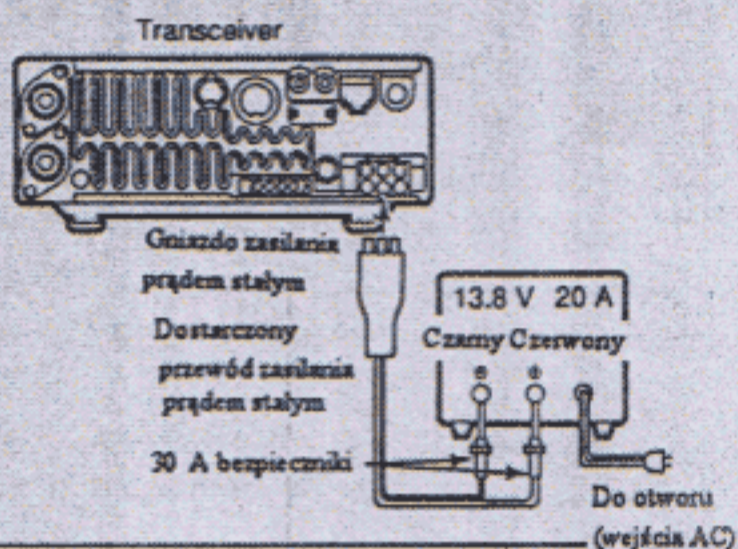 Transceiver
Gniazdo zasilania
prądem stałym
Dostarczony
przewód zasilania
prądem stałym
30 A bezpieczniki
13.8 V 20 A
Czarny Czerwony
Do otworu
(wejścia AC)